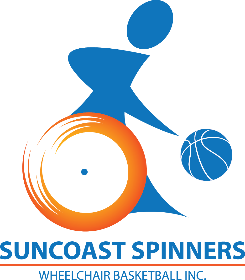 SUNCOAST SPINNERS
WHEELCHAIR BASKETBALL INC.